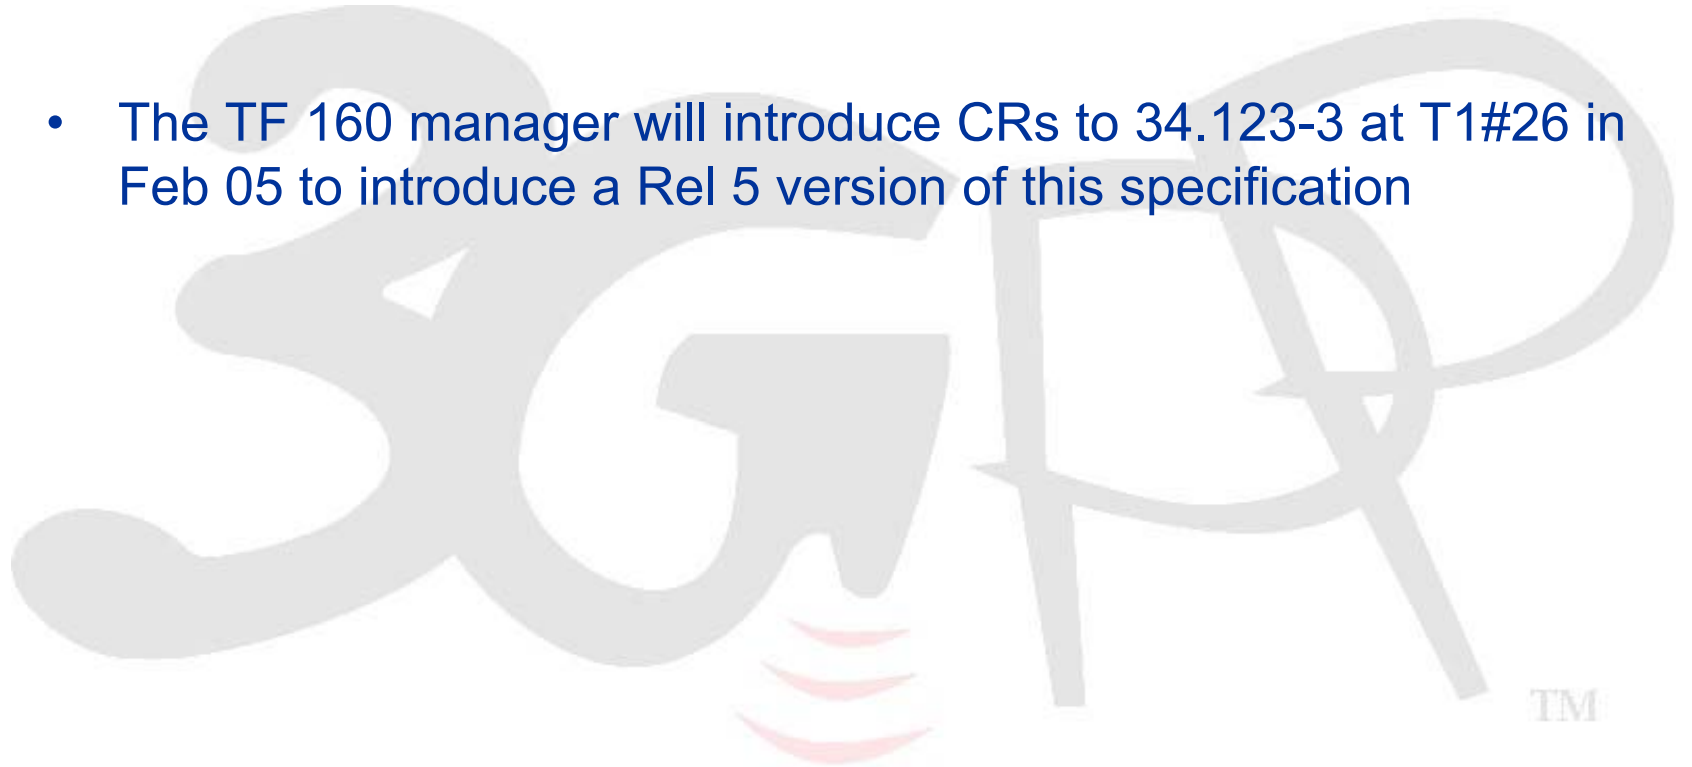 • The TF 160 manager will introduce CRs to 34.123-3 at T1#26 in
Feb 05 to introduce a Rel 5 version of this specification
3GPP
TM